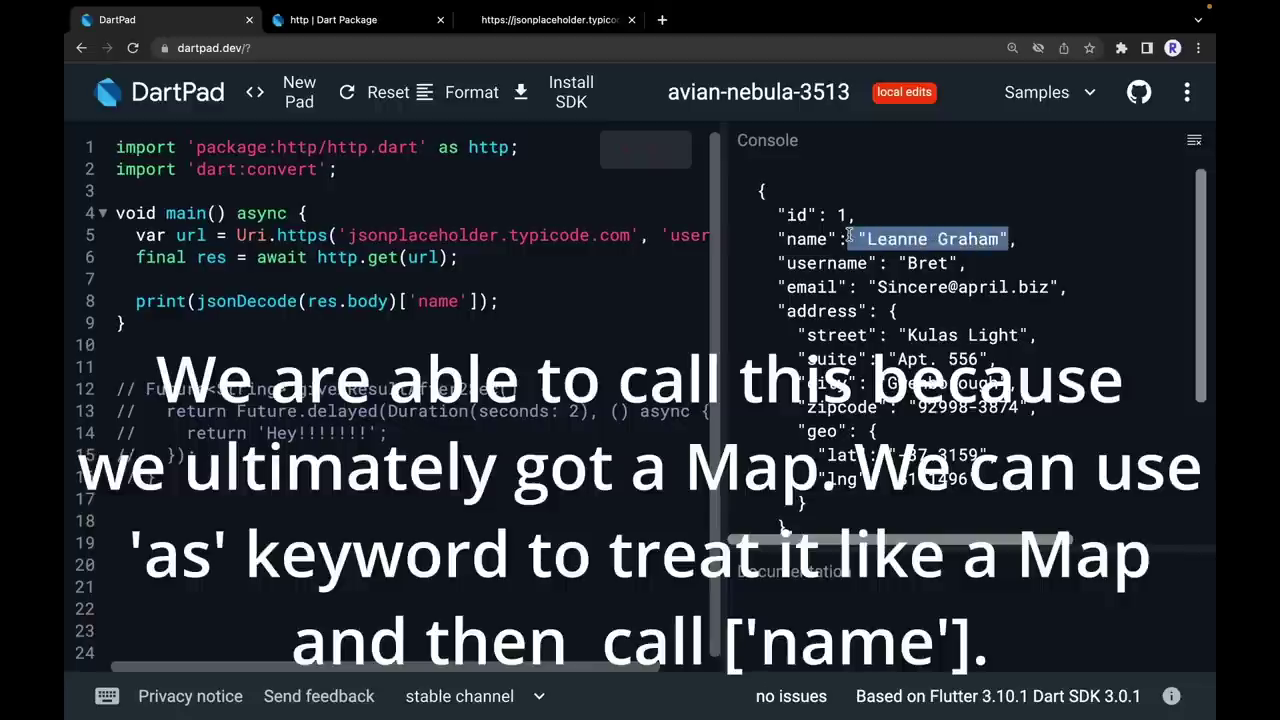 DartPad
http | Dart Package
https://jsonplaceholder.typico
dartpad.dev/?
R
DartPad
<> New Pad
Reset
Format
Install SDK
avian-nebula-3513
local edits
Samples
1 import 'package:http/http.dart' as http;
2 import 'dart:convert';
3
4 void main() async {
5 var url = Uri.https('jsonplaceholder.typicode.com', 'user
6 final res = await http.get(url);
7
8 print(jsonDecode(res.body)['name']);
9 }
10
11
12 // Future<String> giveResultAfter2Sec()
13 // return Future.delayed(Duration(seconds: 2), () async {
14 // return 'Hey!!!!!!!';
15 // });
17
18
19
20
21
22
23
24
Console
{
"id": 1,
"name": "Leanne Graham",
"username": "Bret",
"email": "Sincere@april.biz",
"address": {
"street": "Kulas Light",
"suite": "Apt. 556",
"city":
"zipcode": "92998-3874",
"geo": {
"lat": "-37.3159"
"lng":
}
}
Documentation
We are able to call this because
we ultimately got a Map. We can use
'as' keyword to treat it like a Map
and then call ['name'].
Privacy notice
Send feedback
stable channel
no issues
Based on Flutter 3.10.1 Dart SDK 3.0.1